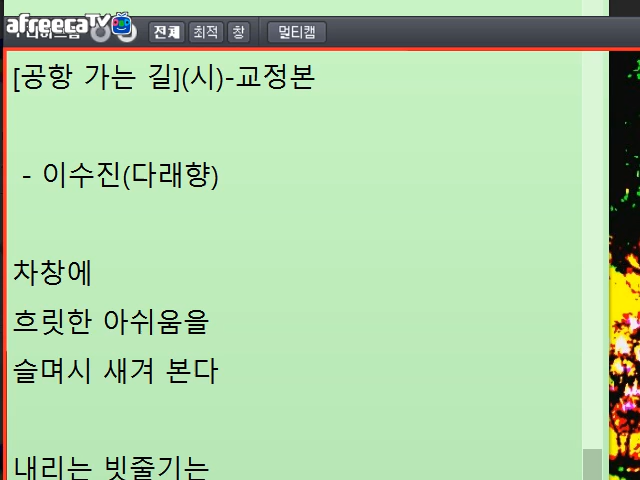 afreecaTV
전체 최적 창 멀티캠
[공항 가는 길](시)-교정본
- 이수진(다래향)
차창에
흐릿한 아쉬움을
슬며시 새겨 본다
내리는 빗줄기는